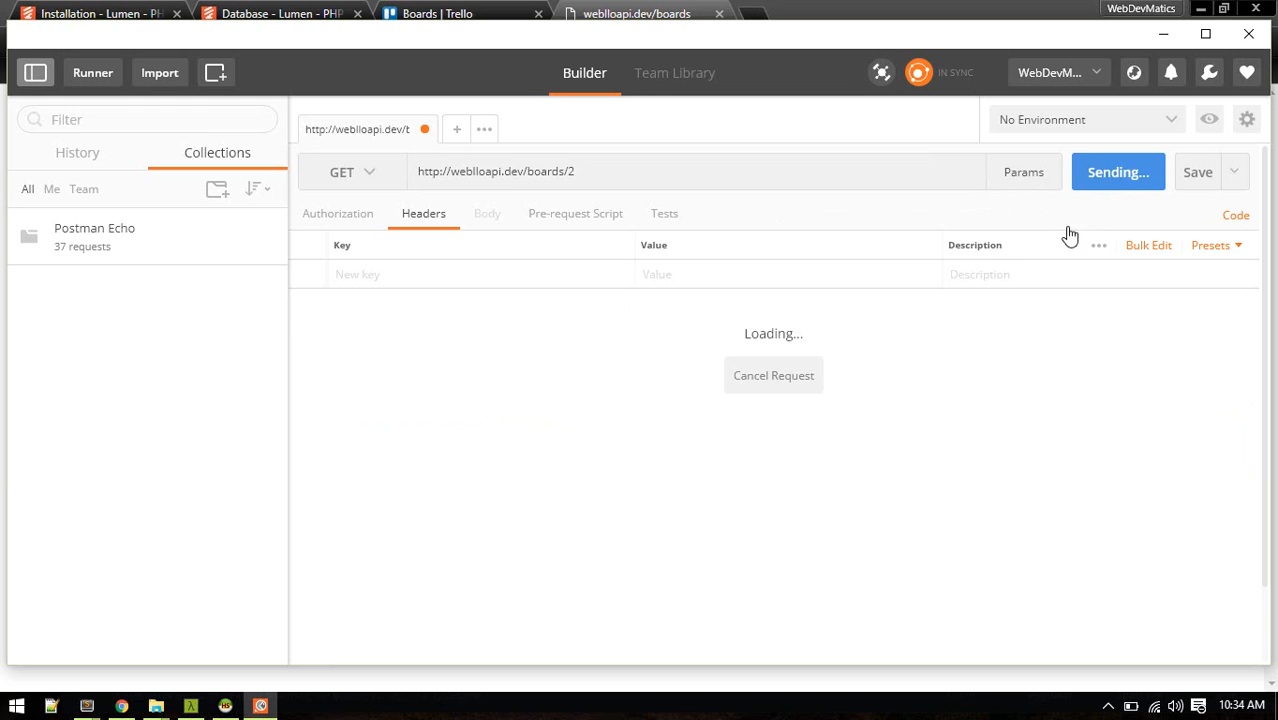 Installation - Lumen - PH
Database - Lumen - PHP
Boards | Trello
weblloapi.dev/boards
WebDevMatics
Runner
Import
Builder
Team Library
IN SYNC
WebDevM...
Filter
http://weblloapi.dev/t
No Environment
History
Collections
GET
http://weblloapi.dev/boards/2
Params
Sending...
Save
All
Me
Team
Authorization
Headers
Body
Pre-request Script
Tests
Code
Postman Echo
37 requests
Key
Value
Description
Bulk Edit
Presets
New key
Value
Description
Loading...
Cancel Request
10:34 AM